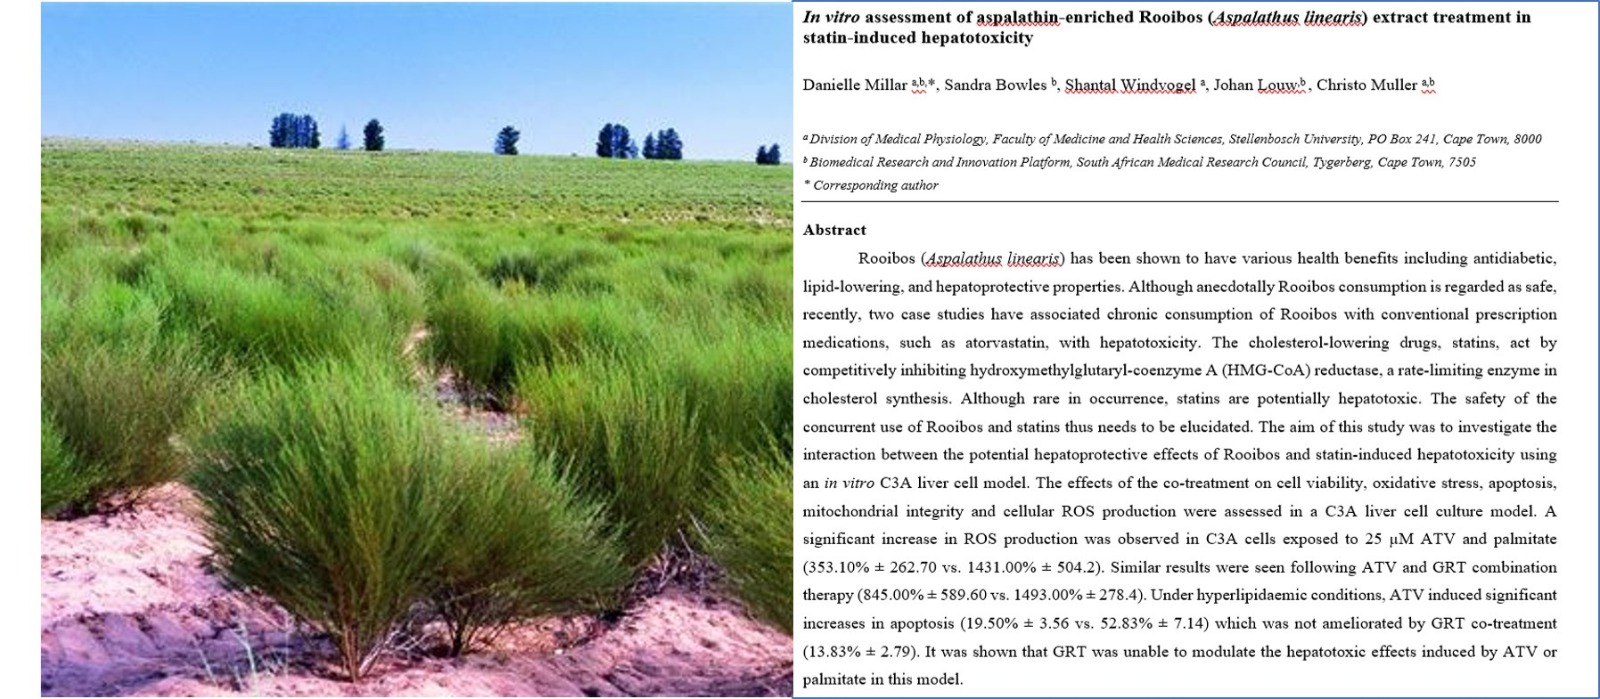 In vitro assessment of aspalathin-enriched Rooibos (Aspalathus linearis) extract treatment in
statin-induced hepatotoxicity
Danielle Millar a,b,*, Sandra Bowles b, Shantal Windvogel a, Johan Louw b, Christo Muller a,b
a Division of Medical Physiology, Faculty of Medicine and Health Sciences, Stellenbosch University, PO Box 241, Cape Town, 8000
b Biomedical Research and Innovation Platform, South African Medical Research Council, Tygerberg, Cape Town, 7505
* Corresponding author
Abstract
Rooibos (Aspalathus linearis) has been shown to have various health benefits including antidiabetic,
lipid-lowering, and hepatoprotective properties. Although anecdotally Rooibos consumption is regarded as safe,
recently, two case studies have associated chronic consumption of Rooibos with conventional prescription
medications, such as atorvastatin, with hepatotoxicity. The cholesterol-lowering drugs, statins, act by
competitively inhibiting hydroxymethylglutaryl-coenzyme A (HMG-CoA) reductase, a rate-limiting enzyme in
cholesterol synthesis. Although rare in occurrence, statins are potentially hepatotoxic. The safety of the
concurrent use of Rooibos and statins thus needs to be elucidated. The aim of this study was to investigate the
interaction between the potential hepatoprotective effects of Rooibos and statin-induced hepatotoxicity using
an in vitro C3A liver cell model. The effects of the co-treatment on cell viability, oxidative stress, apoptosis,
mitochondrial integrity and cellular ROS production were assessed in a C3A liver cell culture model. A
significant increase in ROS production was observed in C3A cells exposed to 25 µM ATV and palmitate
(353.10% ± 262.70 vs. 1431.00% ± 504.2). Similar results were seen following ATV and GRT combination
therapy (845.00% ± 589.60 vs. 1493.00% ± 278.4). Under hyperlipidaemic conditions, ATV induced significant
increases in apoptosis (19.50% ± 3.56 vs. 52.83% ± 7.14) which was not ameliorated by GRT co-treatment
(13.83% ± 2.79). It was shown that GRT was unable to modulate the hepatotoxic effects induced by ATV or
palmitate in this model.